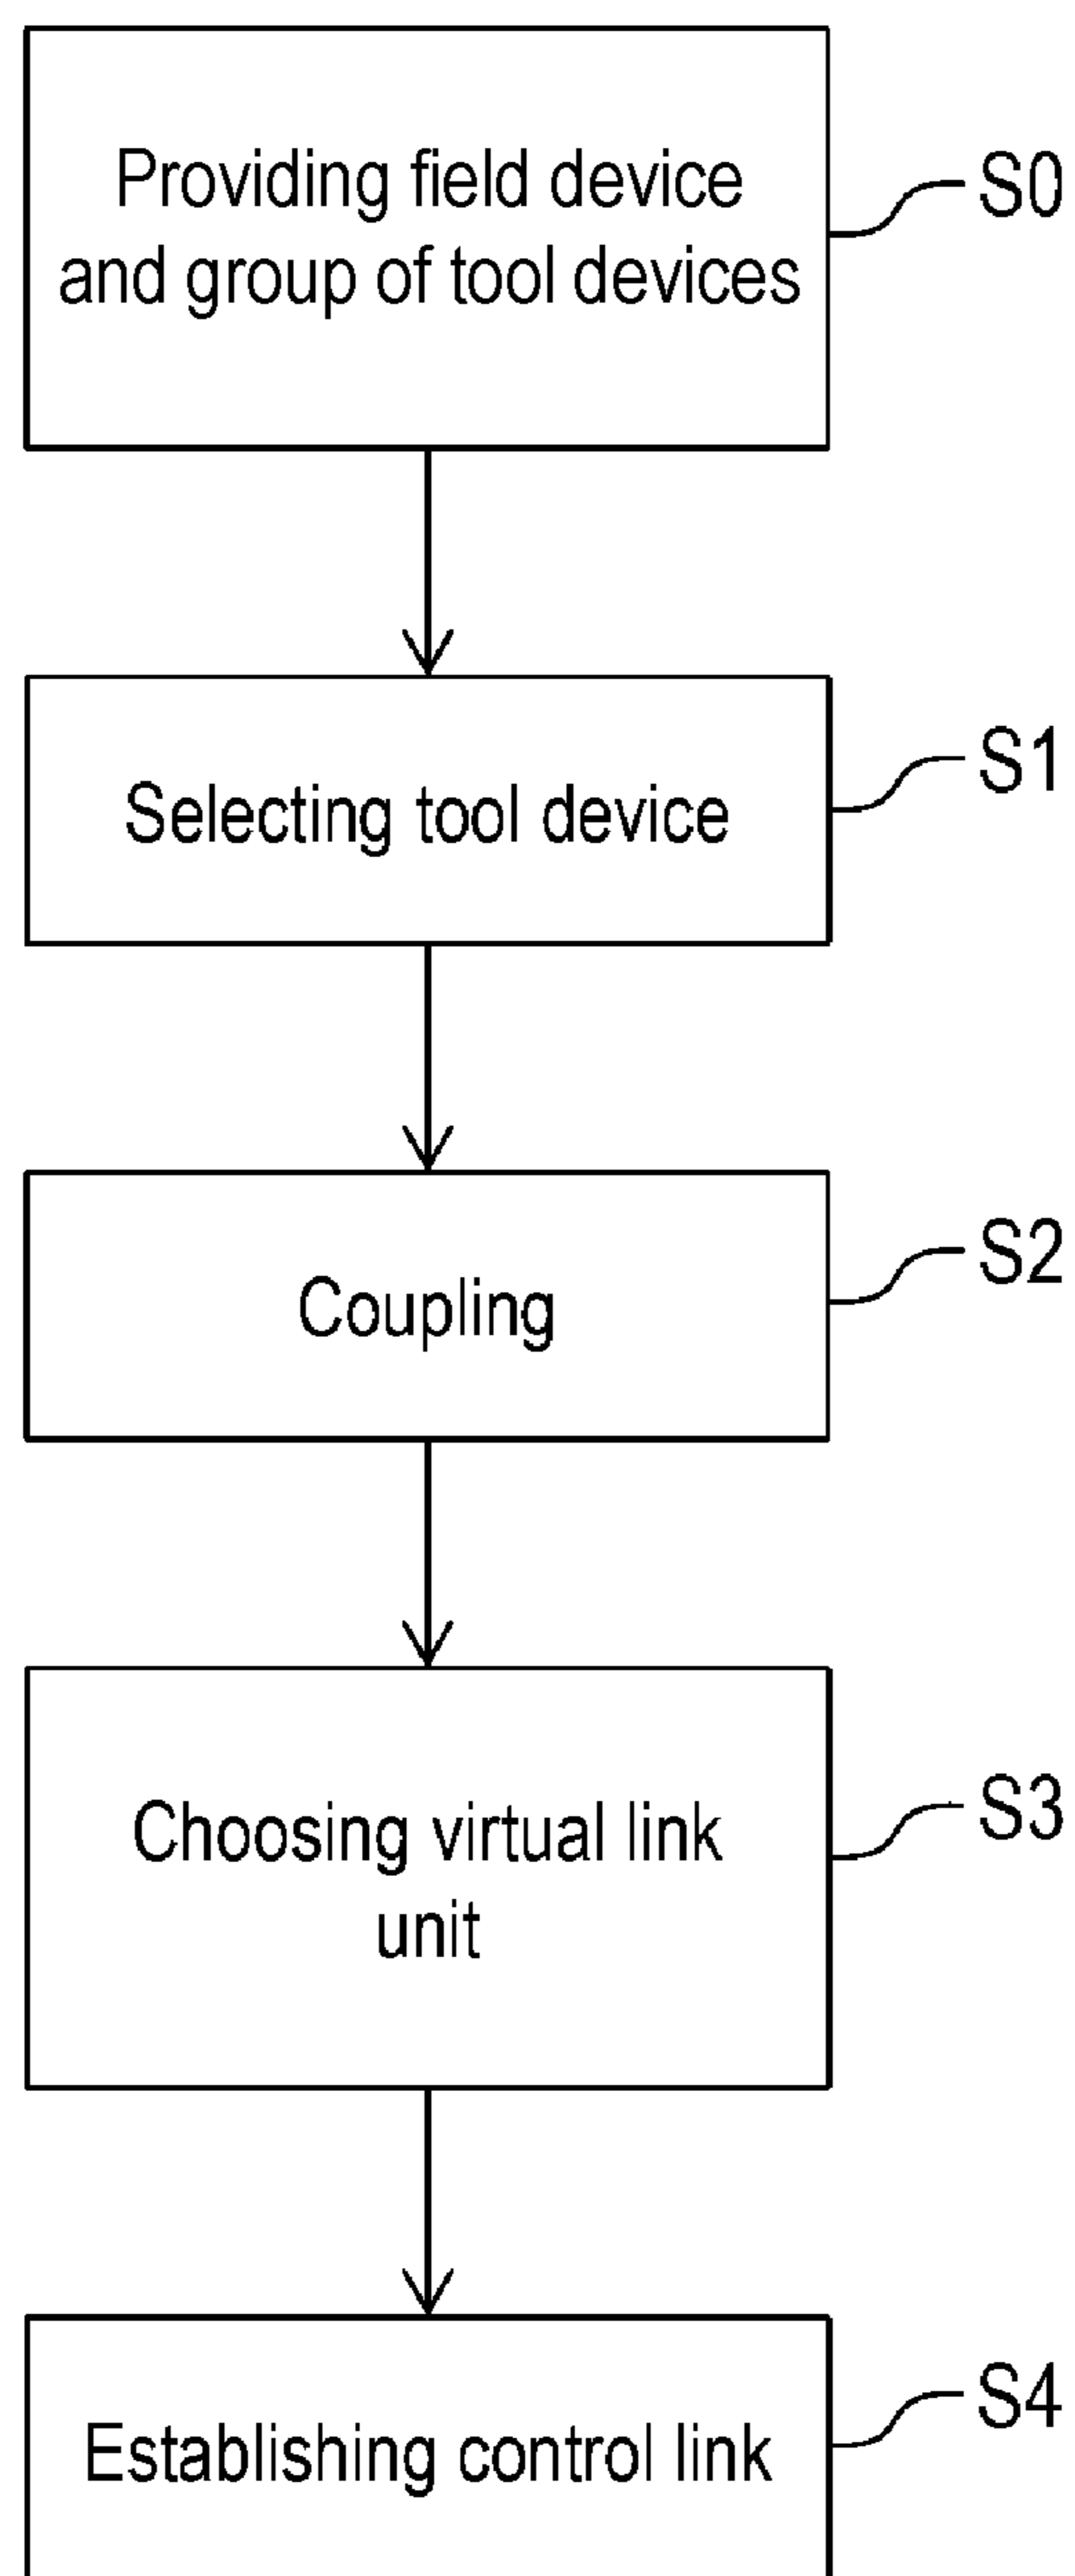 Providing field device
and group of tool devices
S0
Selecting tool device
S1
Coupling
S2
Choosing virtual link
unit
S3
Establishing control link
S4